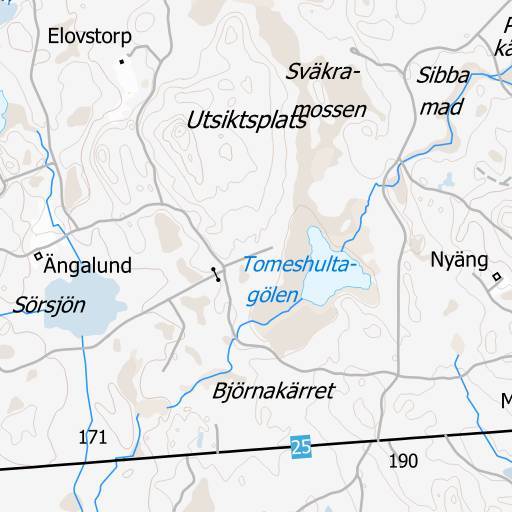 Elovstorp
Sväkra-
mossen
Sibba
mad
Utsiktsplats
Ängalund
Sörsjön
Tomeshulta-
gölen
Nyäng
Björnakärret
171
25
190